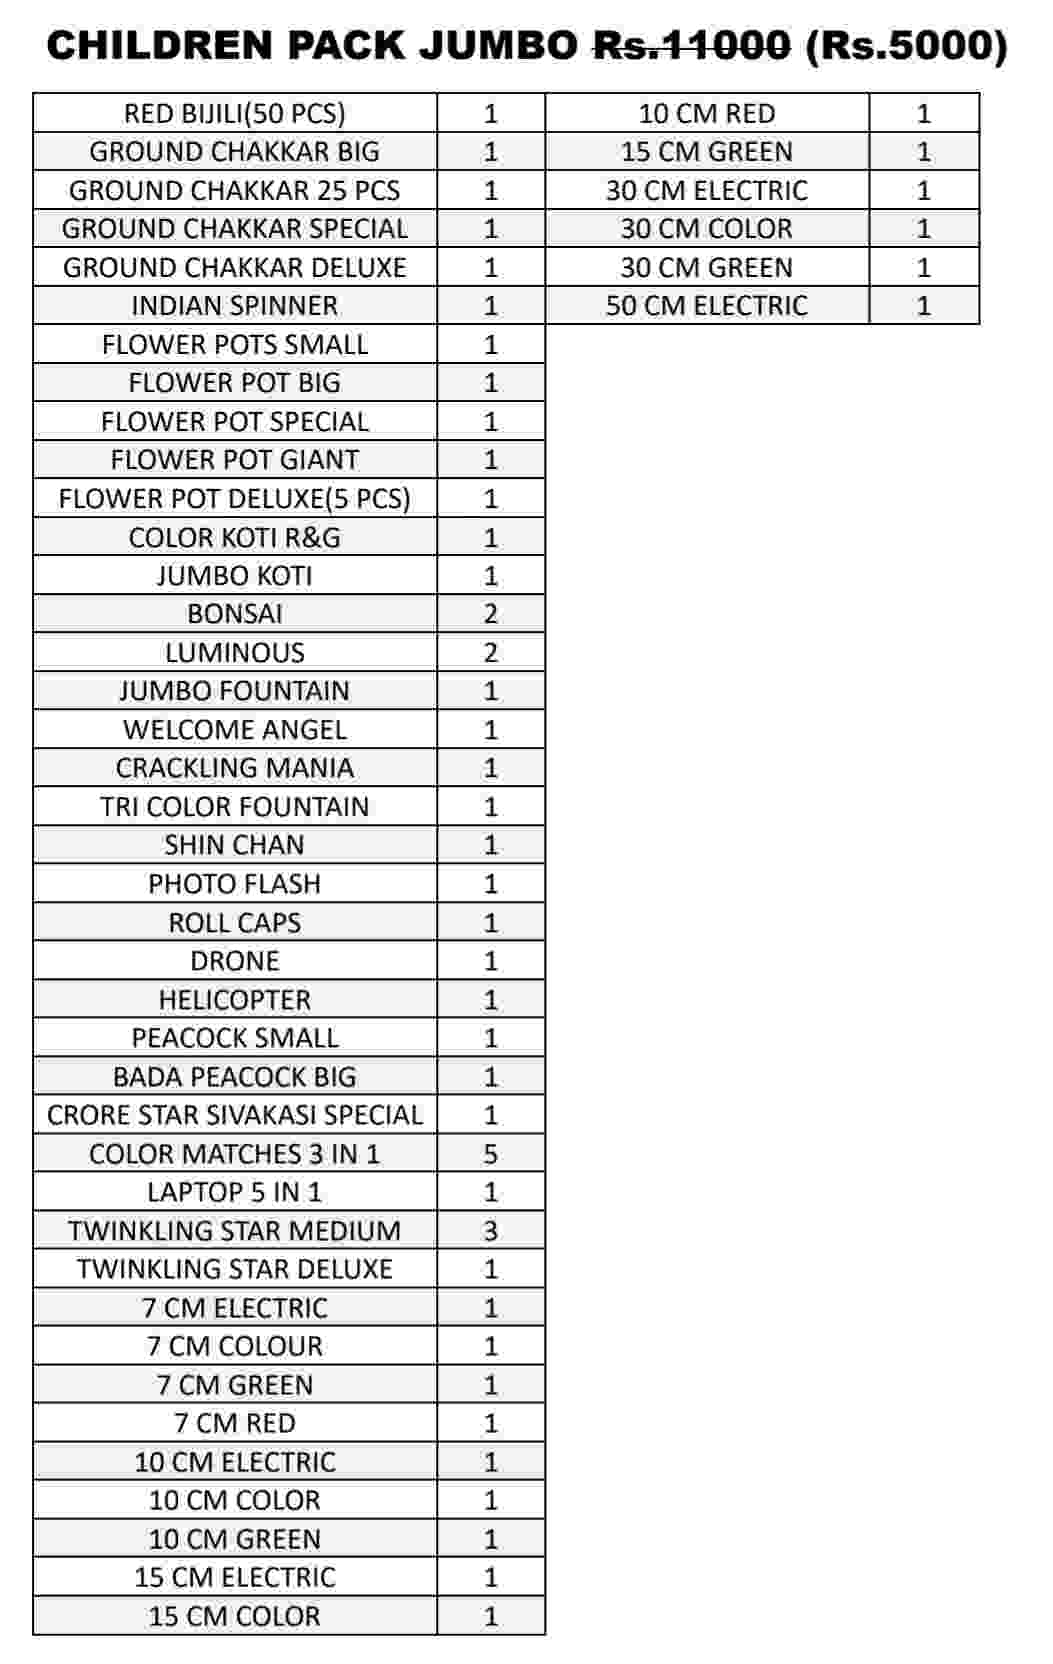 CHILDREN PACK JUMBO Rs.11000 (Rs.5000)
RED BIJILI(50 PCS) 1 10 CM RED 1
GROUND CHAKKAR BIG 1 15 CM GREEN 1
GROUND CHAKKAR 25 PCS 1 30 CM ELECTRIC 1
GROUND CHAKKAR SPECIAL 1 30 CM COLOR 1
GROUND CHAKKAR DELUXE 1 30 CM GREEN 1
INDIAN SPINNER 1 50 CM ELECTRIC 1
FLOWER POTS SMALL 1
FLOWER POT BIG 1
FLOWER POT SPECIAL 1
FLOWER POT GIANT 1
FLOWER POT DELUXE(5 PCS) 1
COLOR KOTI R&G 1
JUMBO KOTI 1
BONSAI 2
LUMINOUS 2
JUMBO FOUNTAIN 1
WELCOME ANGEL 1
CRACKLING MANIA 1
TRI COLOR FOUNTAIN 1
SHIN CHAN 1
PHOTO FLASH 1
ROLL CAPS 1
DRONE 1
HELICOPTER 1
PEACOCK SMALL 1
BADA PEACOCK BIG 1
CRORE STAR SIVAKASI SPECIAL 1
COLOR MATCHES 3 IN 1 5
LAPTOP 5 IN 1 1
TWINKLING STAR MEDIUM 3
TWINKLING STAR DELUXE 1
7 CM ELECTRIC 1
7 CM COLOUR 1
7 CM GREEN 1
7 CM RED 1
10 CM ELECTRIC 1
10 CM COLOR 1
10 CM GREEN 1
15 CM ELECTRIC 1
15 CM COLOR 1